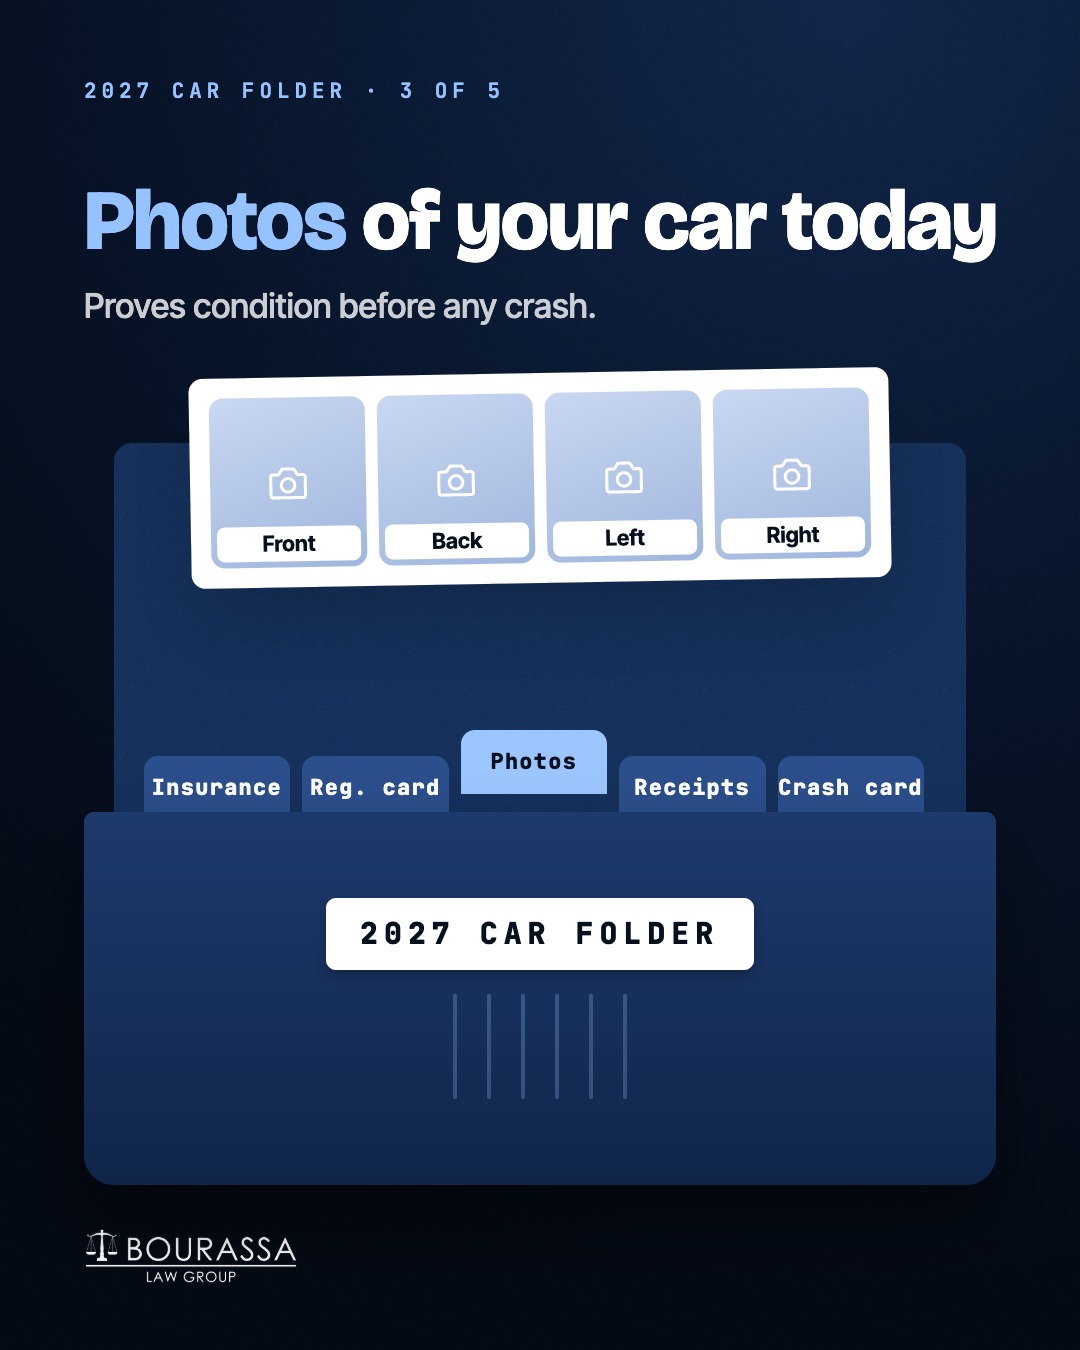 2027 CAR FOLDER · 3 OF 5
Photos of your car today
Proves condition before any crash.
Front Back Left Right
Insurance Reg. card Photos Receipts Crash card
2027 CAR FOLDER
BOURASSA
LAW GROUP